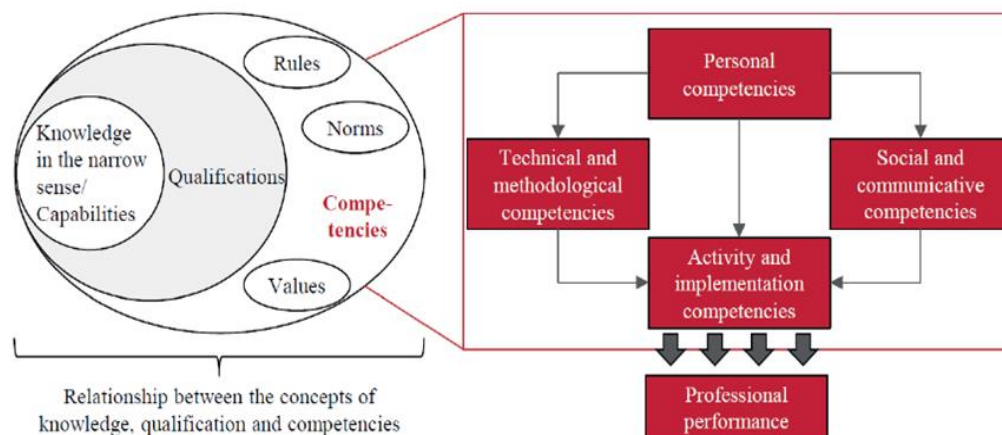 Rules
Norms
Knowledge
in the narrow
sense/
Capabilities
Qualifications
Compe-
tencies
Values
Relationship between the concepts of
knowledge, qualification and competencies
Personal
competencies
Technical and
methodological
competencies
Social and
communicative
competencies
Activity and
implementation
competencies
Professional
performance